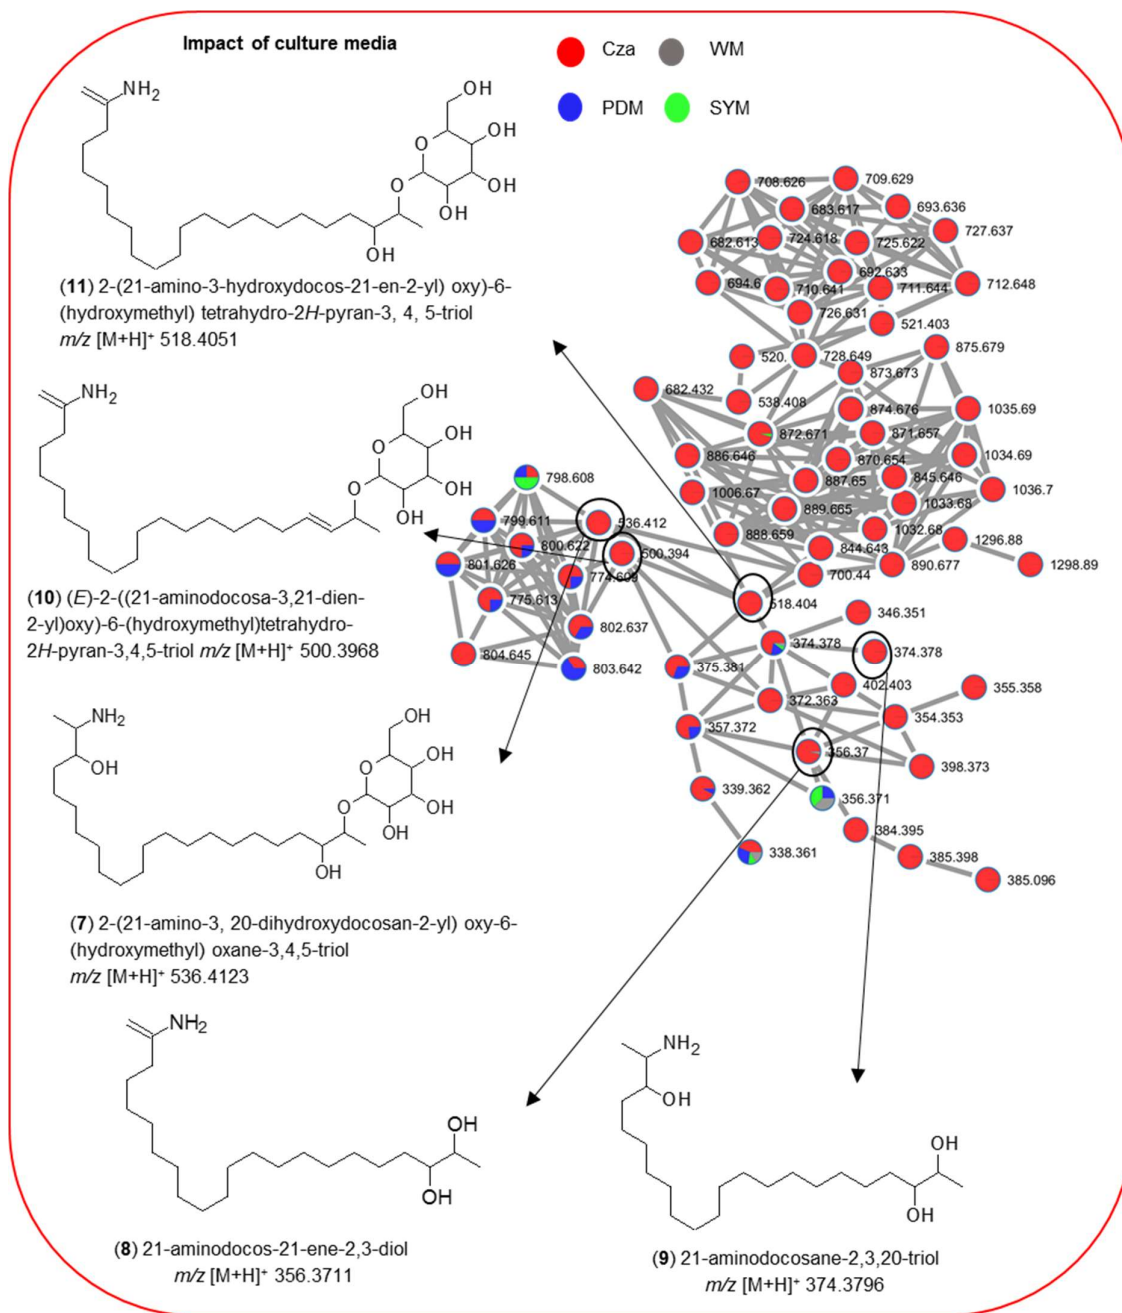 Impact of culture media
Cza
WM
PDM
SYM
NH2
OH
O
OH
O
OH
OH
OH
(11) 2-(21-amino-3-hydroxydocos-21-en-2-yl) oxy)-6-
(hydroxymethyl) tetrahydro-2H-pyran-3, 4, 5-triol
m/z [M+H]+ 518.4051
NH2
OH
O
OH
O
OH
OH
(10) (E)-2-((21-aminodocosa-3,21-dien-
2-yl)oxy)-6-(hydroxymethyl)tetrahydro-
2H-pyran-3,4,5-triol m/z [M+H]+ 500.3968
NH2
OH
OH
O
OH
O
OH
OH
OH
(7) 2-(21-amino-3, 20-dihydroxydocosan-2-yl) oxy-6-
(hydroxymethyl) oxane-3,4,5-triol
m/z [M+H]+ 536.4123
NH2
OH
OH
(8) 21-aminodocos-21-ene-2,3-diol
m/z [M+H]+ 356.3711
NH2
OH
OH
OH
(9) 21-aminodocosane-2,3,20-triol
m/z [M+H]+ 374.3796
708.626
709.629
683.617
693.636
727.637
682.613
724.618
725.622
692.633
694.6
710.641
711.644
712.648
726.631
521.403
520.
728.649
875.679
873.673
682.432
538.408
874.676
1035.69
872.671
871.657
886.646
870.654
845.646
1034.69
887.65
1006.67
1036.7
889.665
1033.68
888.659
1032.68
1296.88
844.643
890.677
1298.89
700.44
518.404
798.608
799.611
536.412
800.622
500.394
801.626
774.609
775.613
802.637
804.645
803.642
346.351
374.378
374.378
375.381
402.403
372.363
355.358
354.353
357.372
356.37
398.373
339.362
356.371
384.395
338.361
385.398
385.096